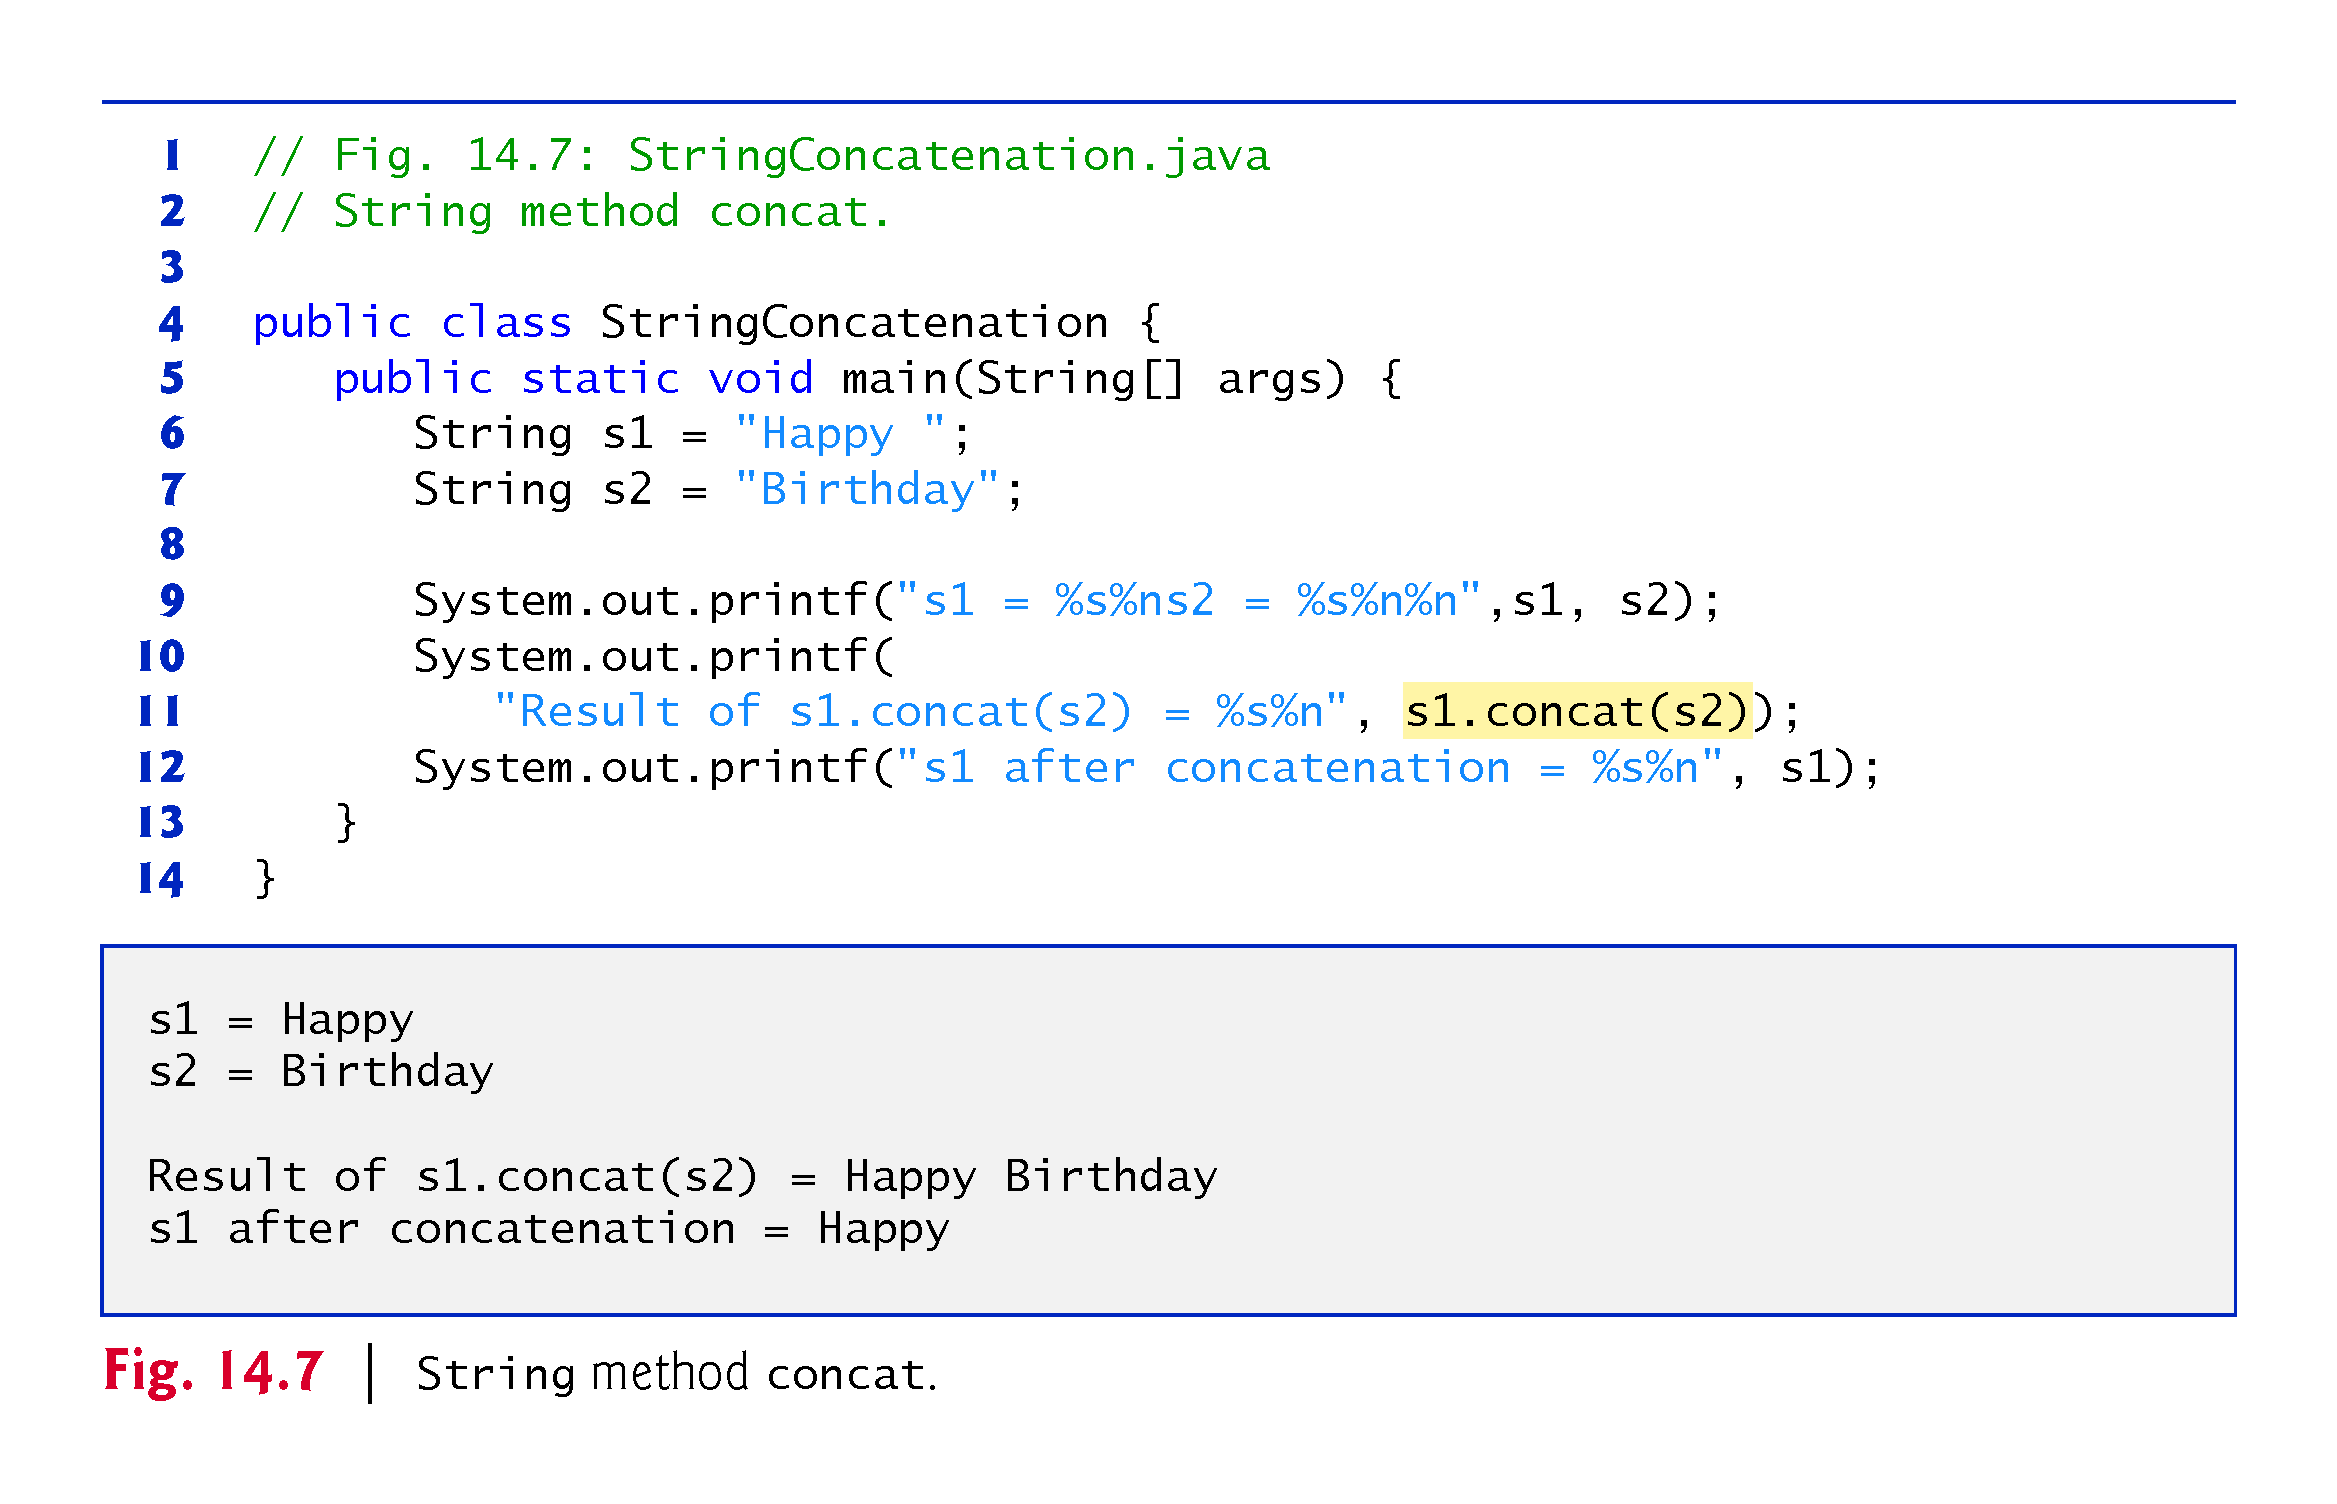 1 // Fig. 14.7: StringConcatenation.java
2 // String method concat.
3
4 public class StringConcatenation {
5    public static void main(String[] args) {
6       String s1 = "Happy ";
7       String s2 = "Birthday";
8
9       System.out.printf("s1 = %s%ns2 = %s%n%n",s1, s2);
10       System.out.printf(
11          "Result of s1.concat(s2) = %s%n", s1.concat(s2));
12       System.out.printf("s1 after concatenation = %s%n", s1);
13    }
14 }
s1 = Happy
s2 = Birthday
Result of s1.concat(s2) = Happy Birthday
s1 after concatenation = Happy
Fig. 14.7 | String method concat.